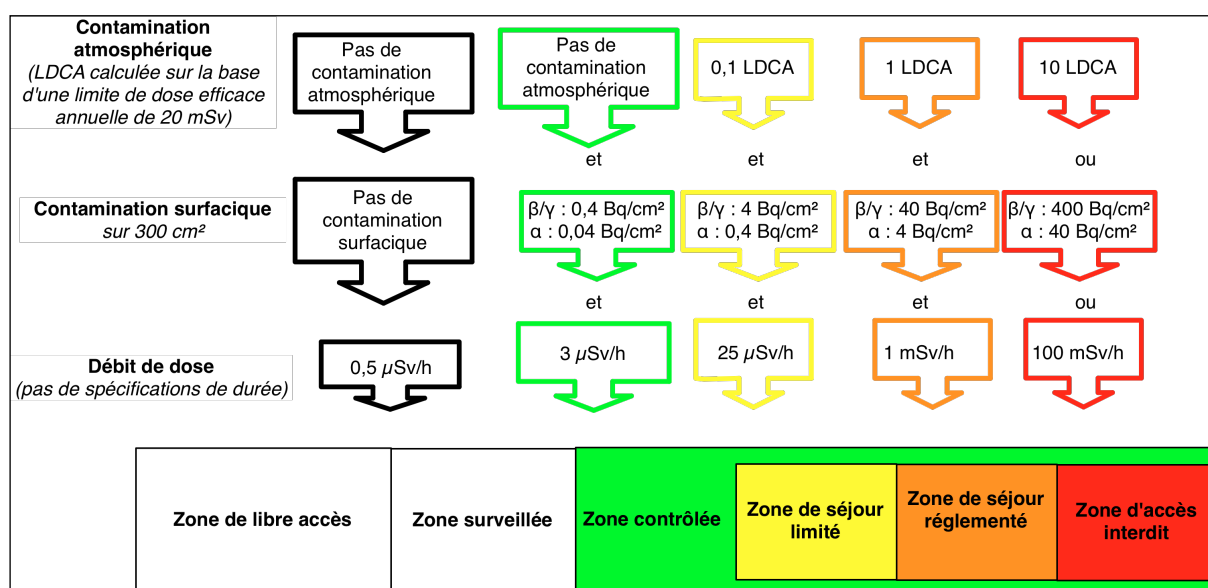 Contamination
atmosphérique
(LDCA calculée sur la base
d'une limite de dose efficace
annuelle de 20 mSv)
Pas de
contamination
atmosphérique
Pas de
contamination
atmosphérique
0,1 LDCA
1 LDCA
10 LDCA
et
et
et
ou
Contamination surfacique
sur 300 cm²
Pas de
contamination
surfacique
β/γ : 0,4 Bq/cm²
α : 0,04 Bq/cm²
β/γ : 4 Bq/cm²
α : 0,4 Bq/cm²
β/γ : 40 Bq/cm²
α : 4 Bq/cm²
β/γ : 400 Bq/cm²
α : 40 Bq/cm²
et
et
et
ou
Débit de dose
(pas de spécifications de durée)
0,5 µSv/h
3 µSv/h
25 µSv/h
1 mSv/h
100 mSv/h
Zone de libre accès
Zone surveillée
Zone contrôlée
Zone de séjour
limité
Zone de séjour
réglementé
Zone d'accès
interdit